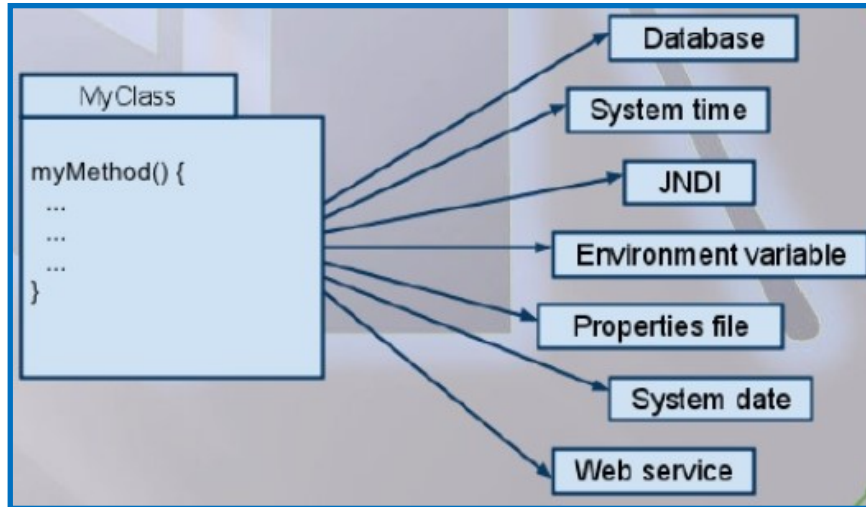 MyClass
myMethod() {
...
...
...
}
Database
System time
JNDI
Environment variable
Properties file
System date
Web service